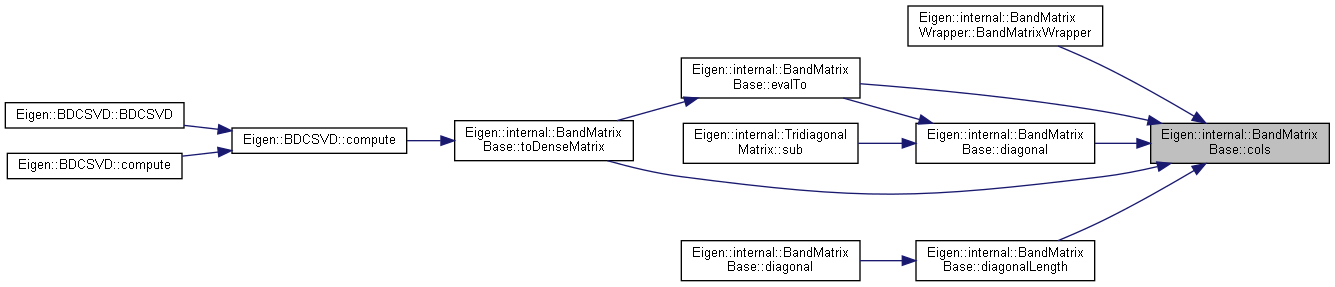 Eigen::internal::BandMatrix
Wrapper::BandMatrixWrapper
Eigen::internal::BandMatrix
Base::evalTo
Eigen::BDCSVD::BDCSVD
Eigen::BDCSVD::compute
Eigen::BDCSVD::compute
Eigen::internal::BandMatrix
Base::toDenseMatrix
Eigen::internal::Tridiagonal
Matrix::sub
Eigen::internal::BandMatrix
Base::diagonal
Eigen::internal::BandMatrix
Base::cols
Eigen::internal::BandMatrix
Base::diagonal
Eigen::internal::BandMatrix
Base::diagonalLength